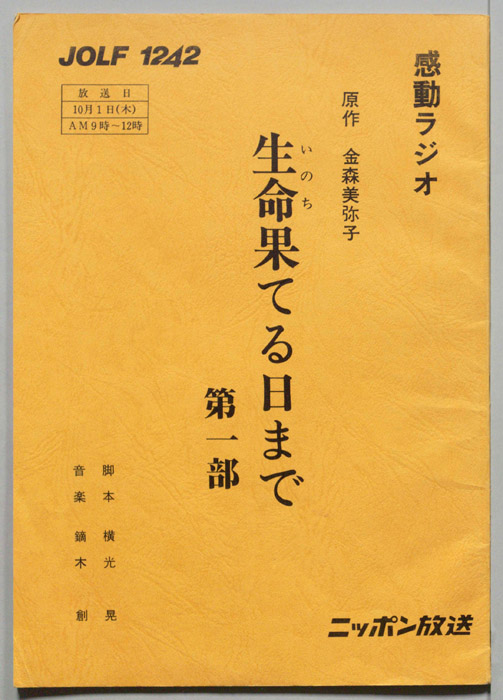 JOLF 1242
放送日
10月1日(木)
AM9時～12時
感動ラジオ
原作 金森美弥子
いのち
生命果てる日まで
第一部
脚本 横光 晃
音楽 鏑木 創
ニッポン放送